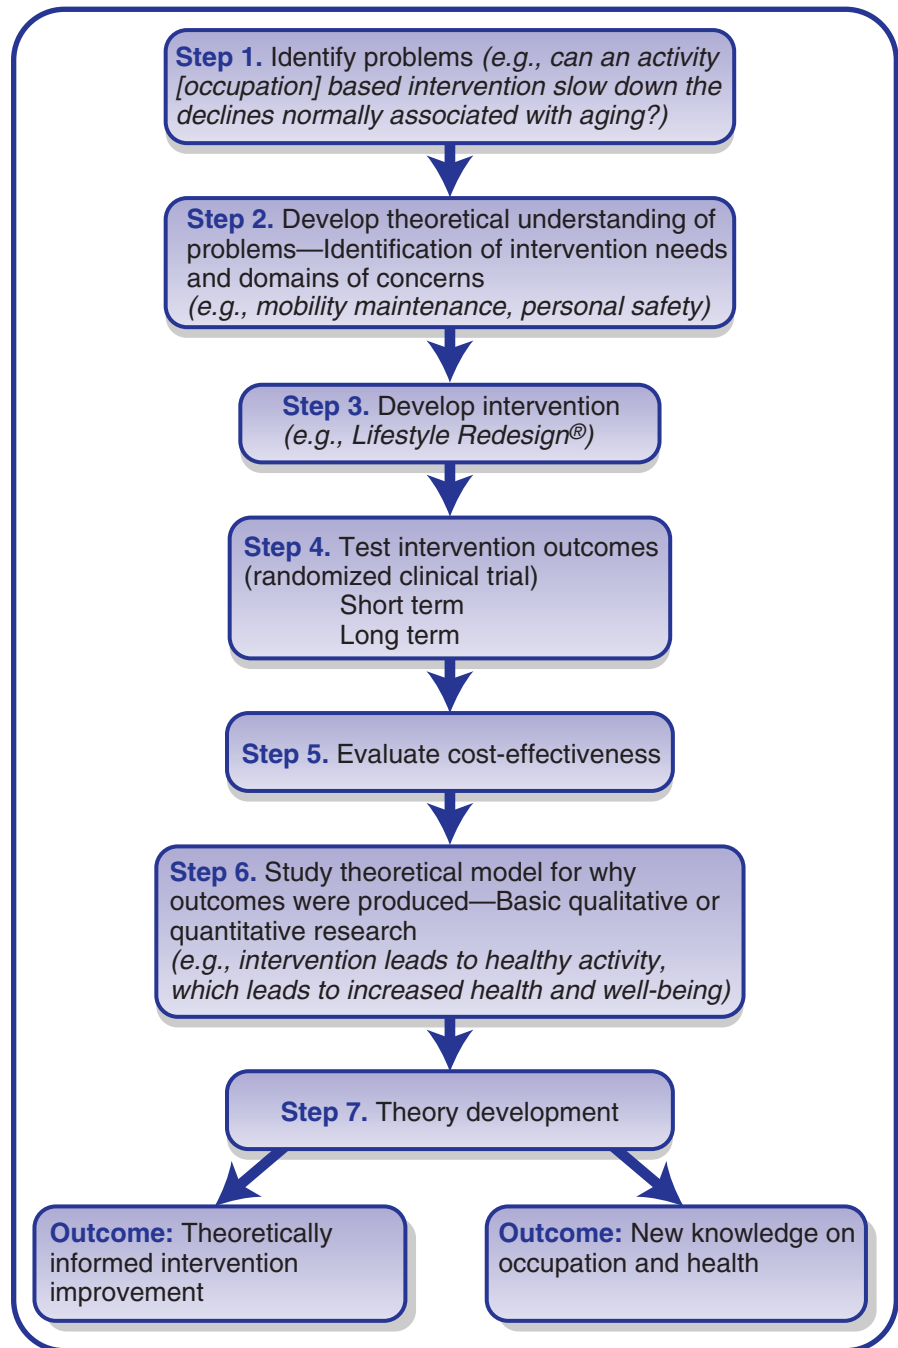 Step 1. Identify problems (e.g., can an activity
[occupation] based intervention slow down the
declines normally associated with aging?)
Step 2. Develop theoretical understanding of
problems—Identification of intervention needs
and domains of concerns
(e.g., mobility maintenance, personal safety)
Step 3. Develop intervention
(e.g., Lifestyle Redesign®)
Step 4. Test intervention outcomes
(randomized clinical trial)
Short term
Long term
Step 5. Evaluate cost-effectiveness
Step 6. Study theoretical model for why
outcomes were produced—Basic qualitative or
quantitative research
(e.g., intervention leads to healthy activity,
which leads to increased health and well-being)
Step 7. Theory development
Outcome: Theoretically
informed intervention
improvement
Outcome: New knowledge on
occupation and health